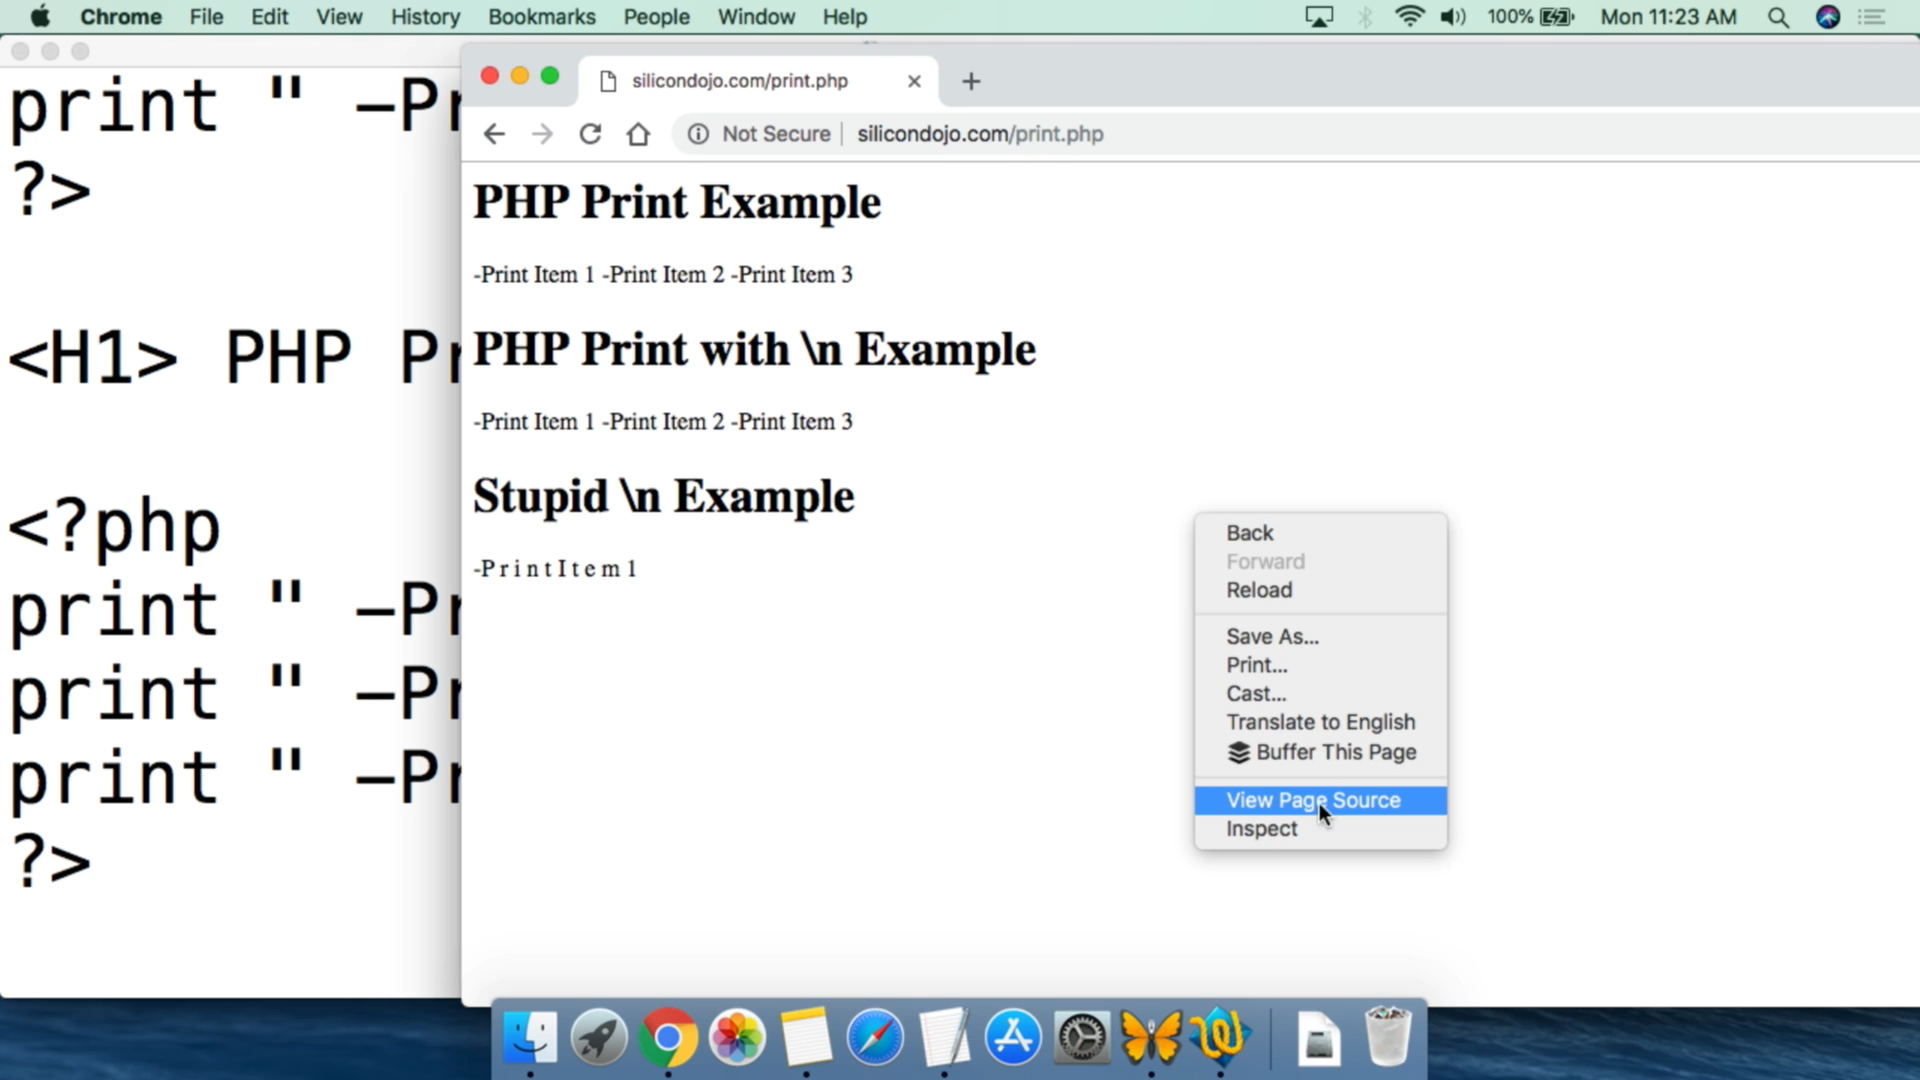 Chrome File Edit View History Bookmarks People Window Help 100% Mon 11:23 AM
silicondojo.com/print.php
Not Secure silicondojo.com/print.php
print " –Pr
?>
<H1> PHP Pr
<?php
print " –Pr
print " –Pr
print " –Pr
?>
PHP Print Example
-Print Item 1 -Print Item 2 -Print Item 3
PHP Print with \n Example
-Print Item 1 -Print Item 2 -Print Item 3
Stupid \n Example
-P r i n t I t e m 1
Back
Forward
Reload
Save As...
Print...
Cast...
Translate to English
Buffer This Page
View Page Source
Inspect